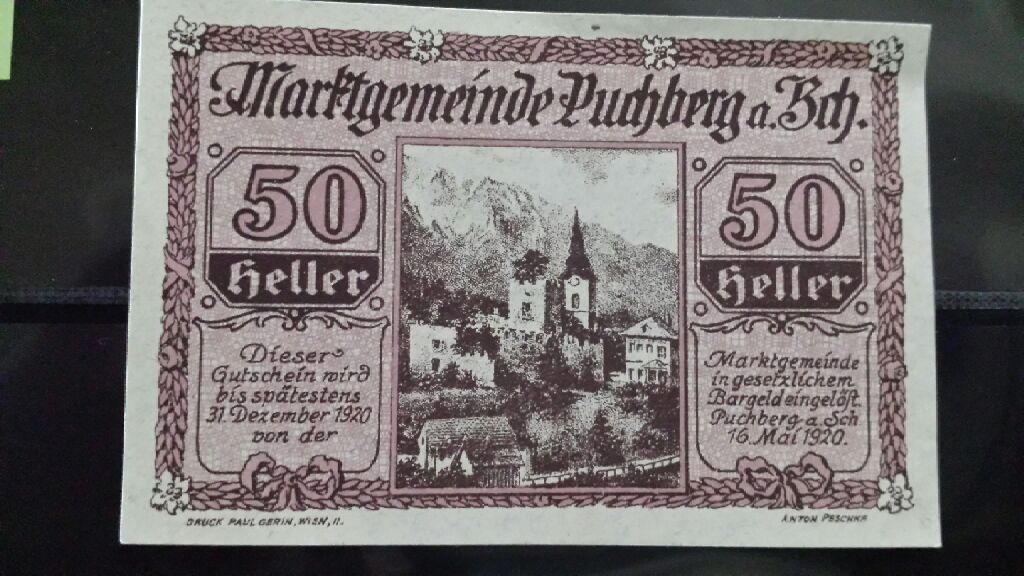 Marktgemeinde Puchberg a. Sch.
50
Heller
50
Heller
Dieser
Gutschein wird
bis spätestens
31. Dezember 1920
von der
Marktgemeinde
in gesetzlichem
Bargeld eingelöst.
Puchberg a. Sch
16. Mai 1920.
DRUCK PAUL GERIN, WIEN, II.
ANTON PESCHKA